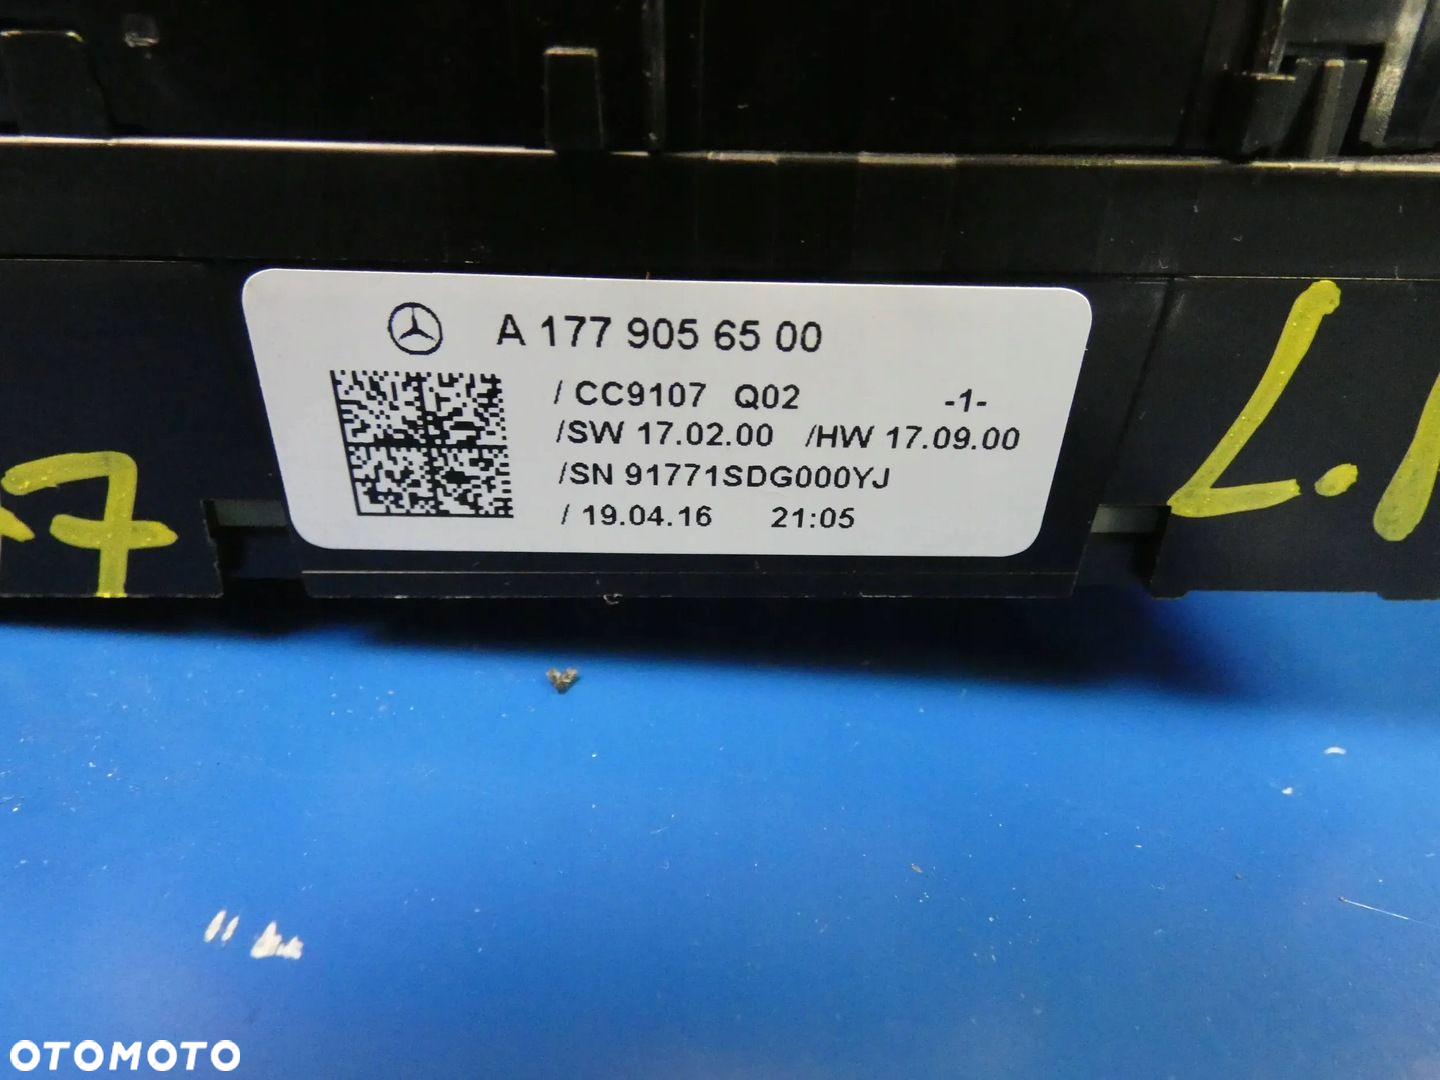 A 177 905 65 00
/ CC9107 Q02 -1-
/SW 17.02.00 /HW 17.09.00
/SN 91771SDG000YJ
/ 19.04.16 21:05
77
L.
OTOMOTO